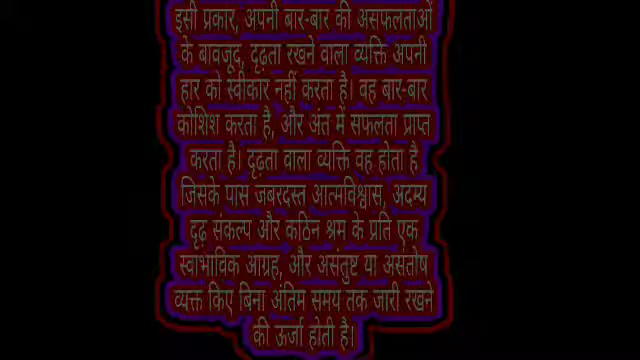 इसी प्रकार, अपनी बार-बार की असफलताओं
के बावजूद, दृढ़ता रखने वाला व्यक्ति अपनी
हार को स्वीकार नहीं करता है। वह बार-बार
कोशिश करता है, और अंत में सफलता प्राप्त
करता है। दृढ़ता वाला व्यक्ति वह होता है
जिसके पास जबरदस्त आत्मविश्वास, अदम्य
दृढ़ संकल्प और कठिन श्रम के प्रति एक
स्वाभाविक आग्रह, और असंतुष्ट या असंतोष
व्यक्त किए बिना अंतिम समय तक जारी रखने
की ऊर्जा होती है।